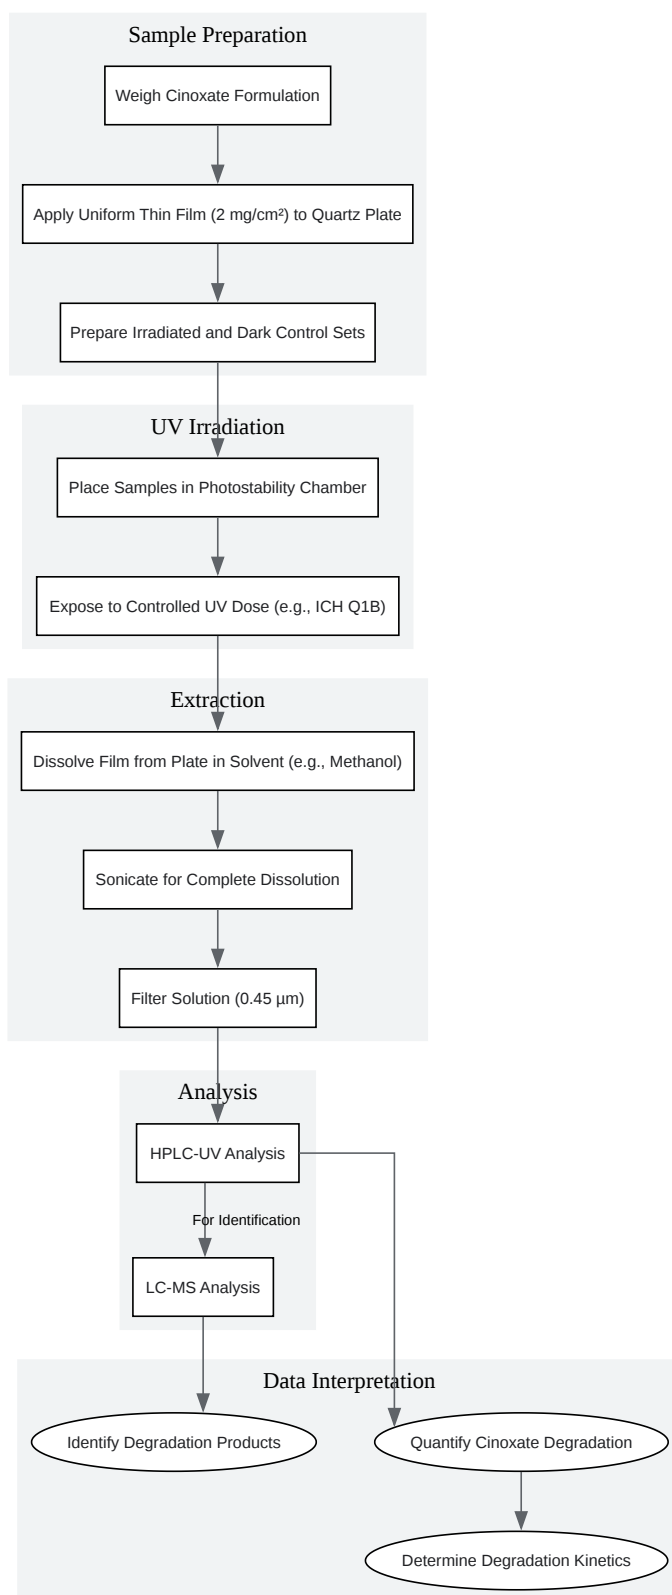 Sample Preparation
Weigh Cinoxate Formulation
Apply Uniform Thin Film (2 mg/cm²) to Quartz Plate
Prepare Irradiated and Dark Control Sets
UV Irradiation
Place Samples in Photostability Chamber
Expose to Controlled UV Dose (e.g., ICH Q1B)
Extraction
Dissolve Film from Plate in Solvent (e.g., Methanol)
Sonicate for Complete Dissolution
Filter Solution (0.45 µm)
Analysis
HPLC-UV Analysis
For Identification
LC-MS Analysis
Data Interpretation
Identify Degradation Products
Quantify Cinoxate Degradation
Determine Degradation Kinetics